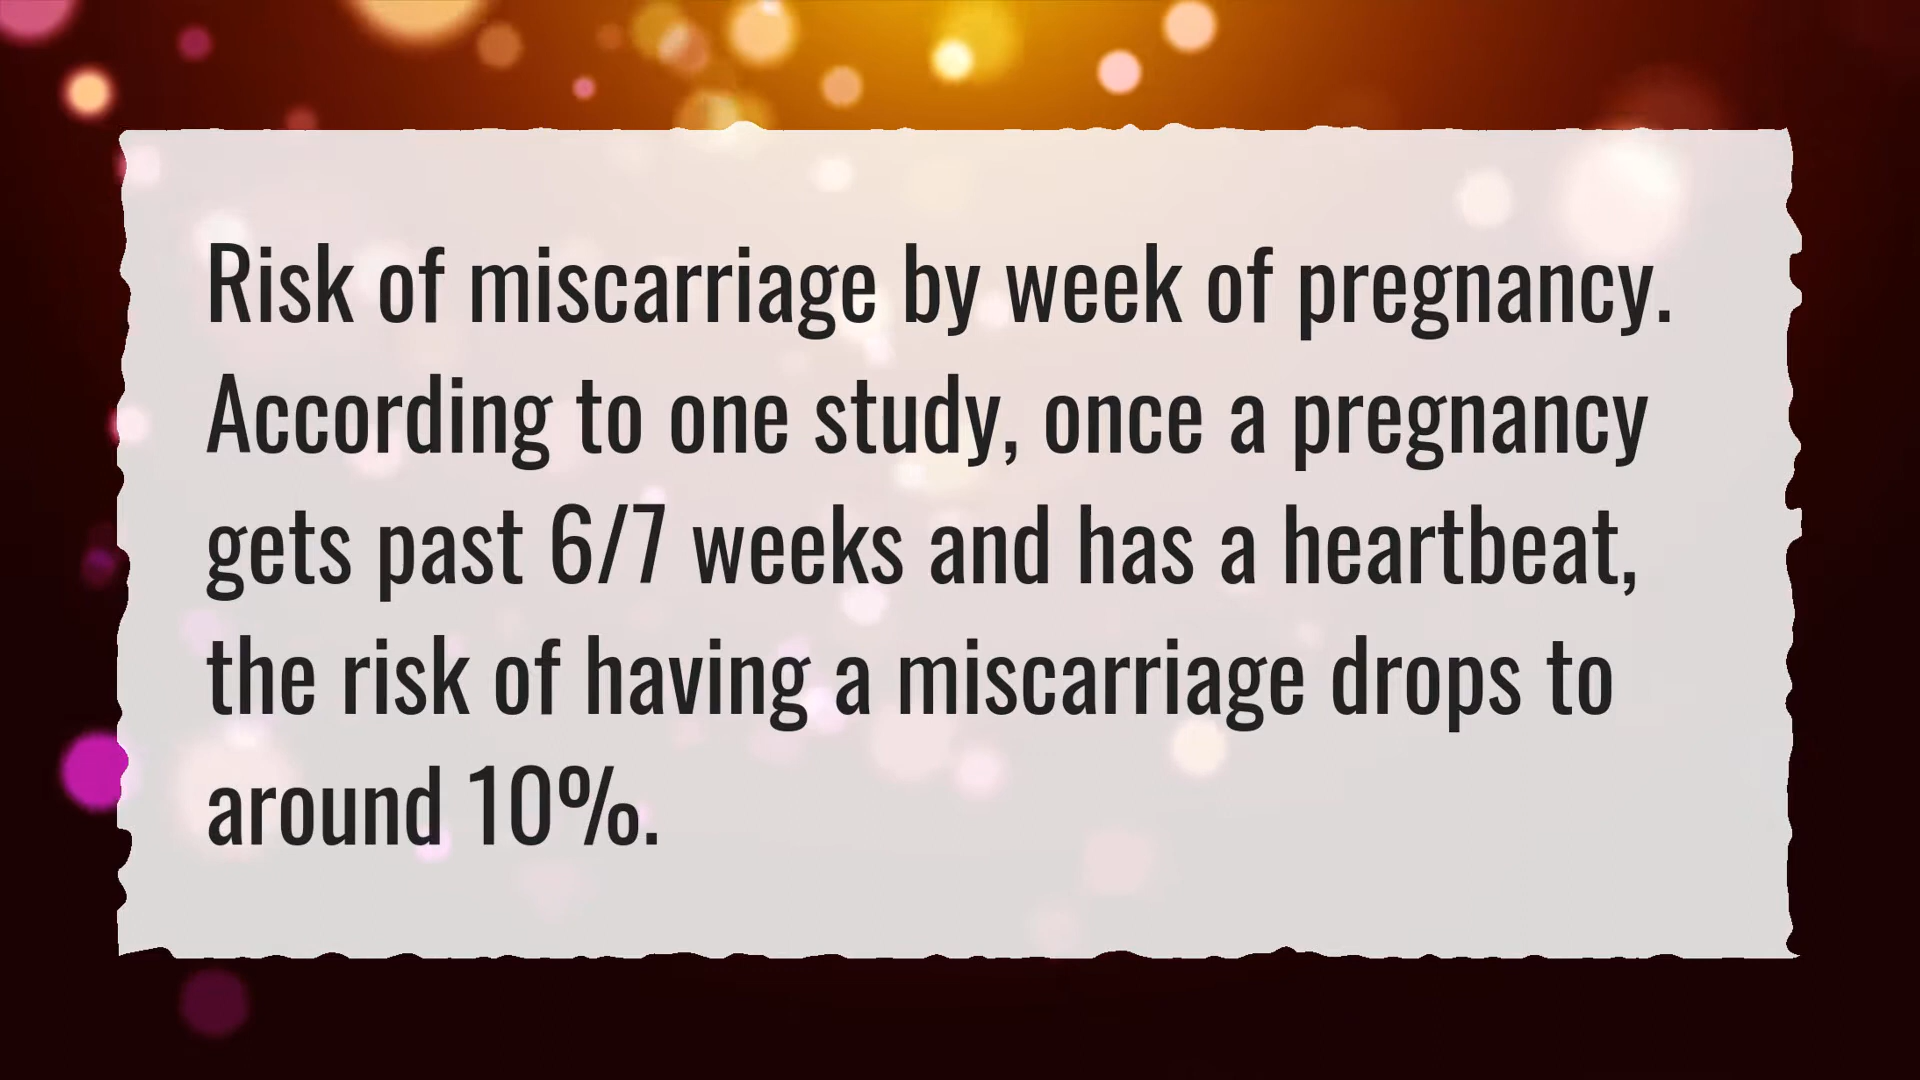 Risk of miscarriage by week of pregnancy.
According to one study, once a pregnancy
gets past 6/7 weeks and has a heartbeat,
the risk of having a miscarriage drops to
around 10%.